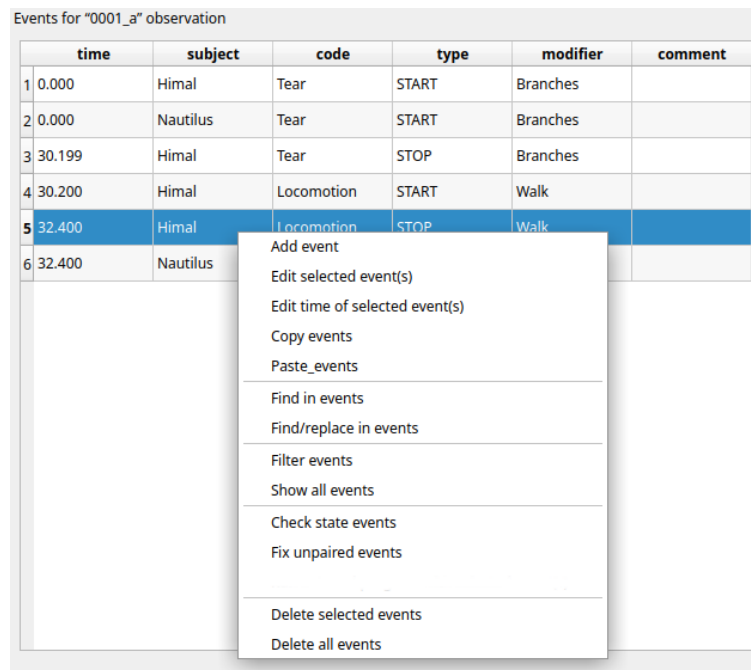 Events for "0001_a" observation
time subject code type modifier comment
1 0.000 Himal Tear START Branches
2 0.000 Nautilus Tear START Branches
3 30.199 Himal Tear STOP Branches
4 30.200 Himal Locomotion START Walk
5 32.400 Himal Locomotion STOP Walk
6 32.400 Nautilus
Add event
Edit selected event(s)
Edit time of selected event(s)
Copy events
Paste_events
Find in events
Find/replace in events
Filter events
Show all events
Check state events
Fix unpaired events
Delete selected events
Delete all events